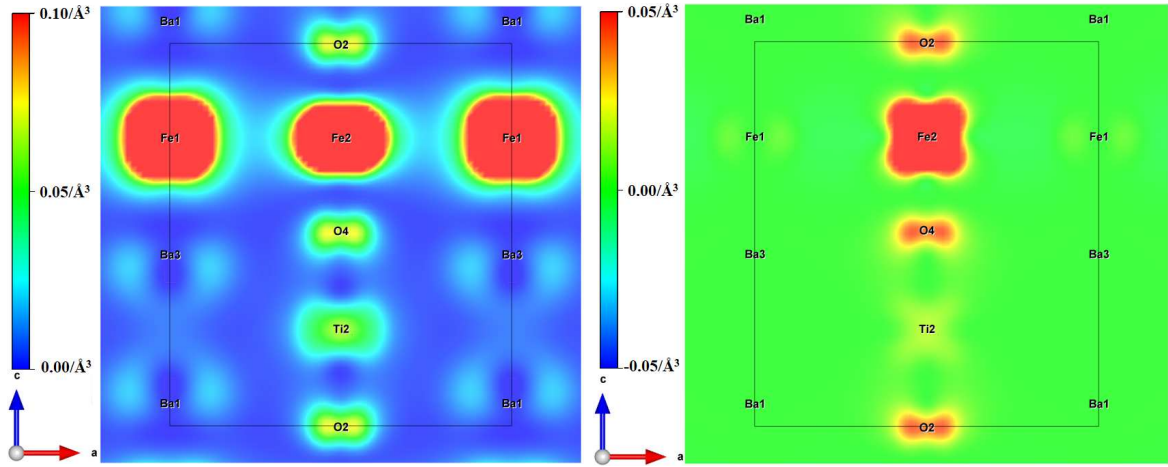 0.10/Å³
0.05/Å³
0.00/Å³
c
a
Ba1
Ba1
O2
Fe1
Fe2
Fe1
O4
Ba3
Ba3
Ti2
Ba1
Ba1
O2
0.05/Å³
0.00/Å³
-0.05/Å³
c
a
Ba1
Ba1
O2
Fe1
Fe2
Fe1
O4
Ba3
Ba3
Ti2
Ba1
Ba1
O2